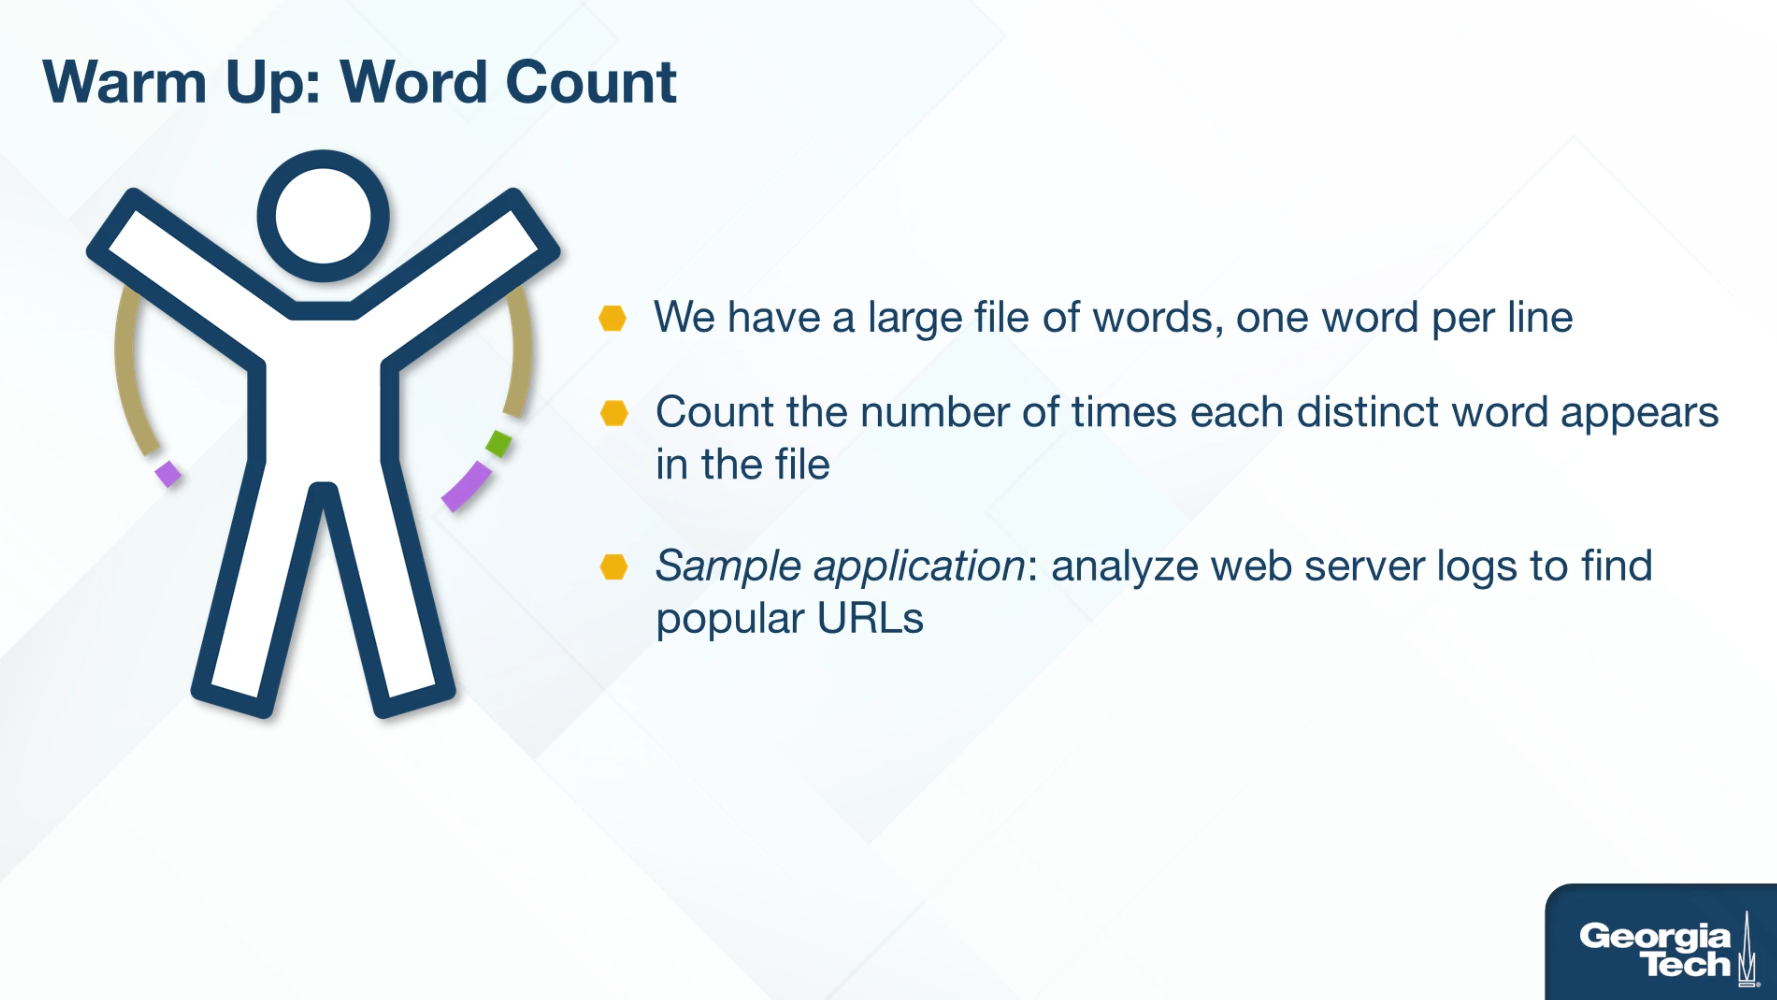 Warm Up: Word Count
We have a large file of words, one word per line
Count the number of times each distinct word appears
in the file
Sample application: analyze web server logs to find
popular URLs
Georgia
Tech